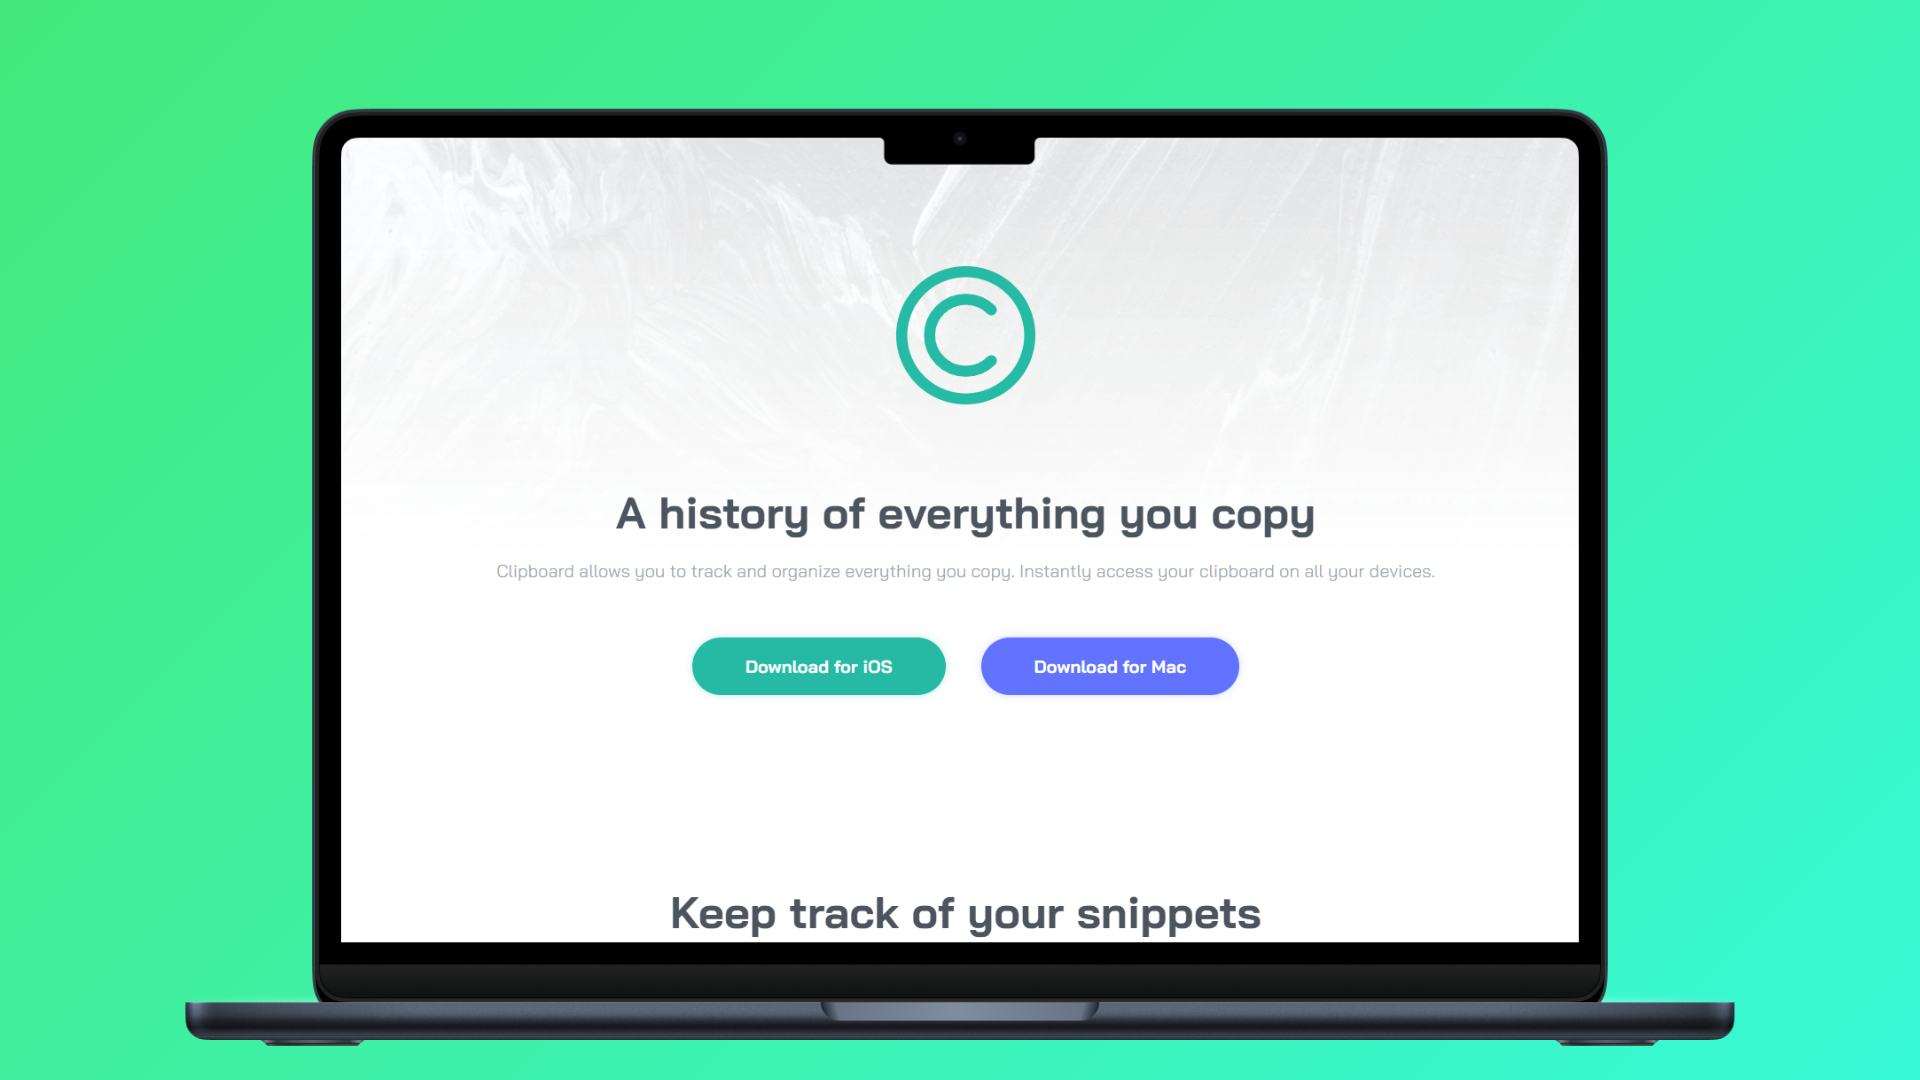 A history of everything you copy
Clipboard allows you to track and organize everything you copy. Instantly access your clipboard on all your devices.
Download for iOS
Download for Mac
Keep track of your snippets